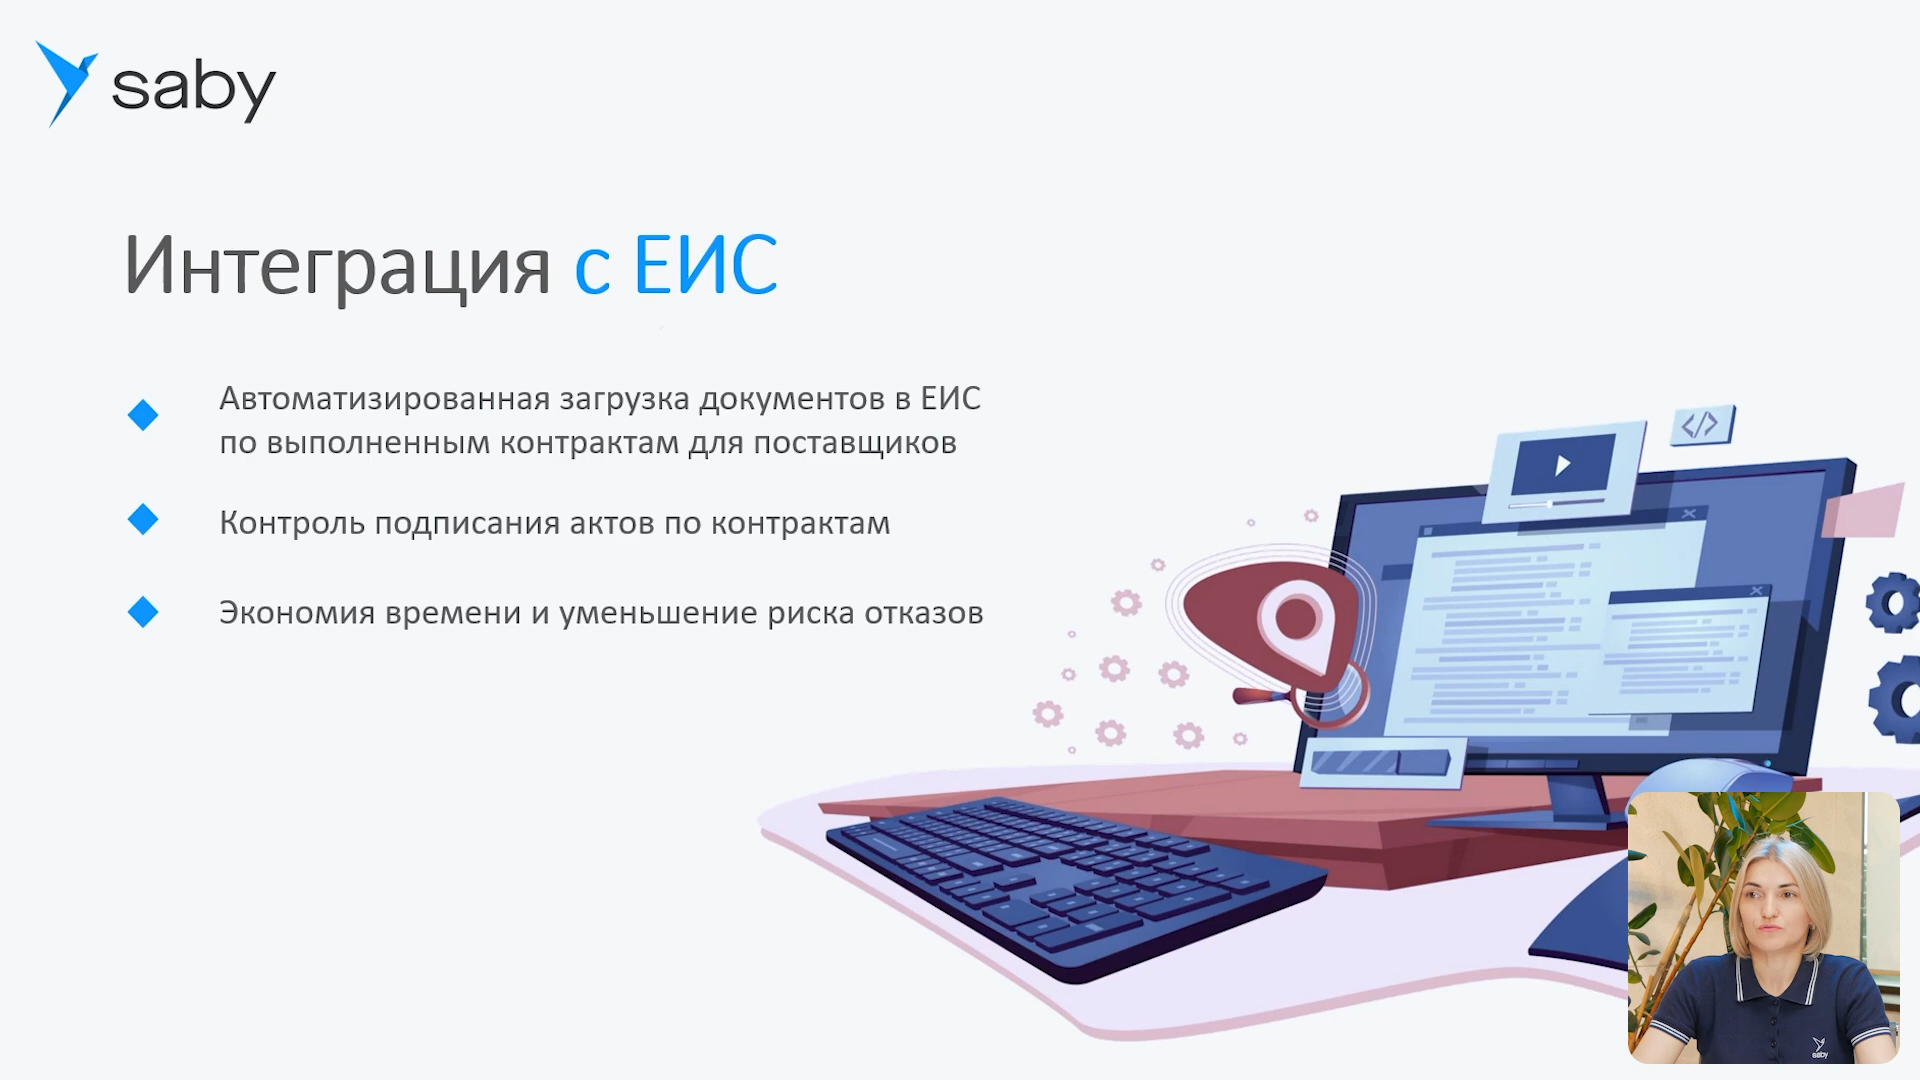 saby
Интеграция с ЕИС
Автоматизированная загрузка документов в ЕИС
по выполненным контрактам для поставщиков
Контроль подписания актов по контрактам
Экономия времени и уменьшение риска отказов
</>
saby